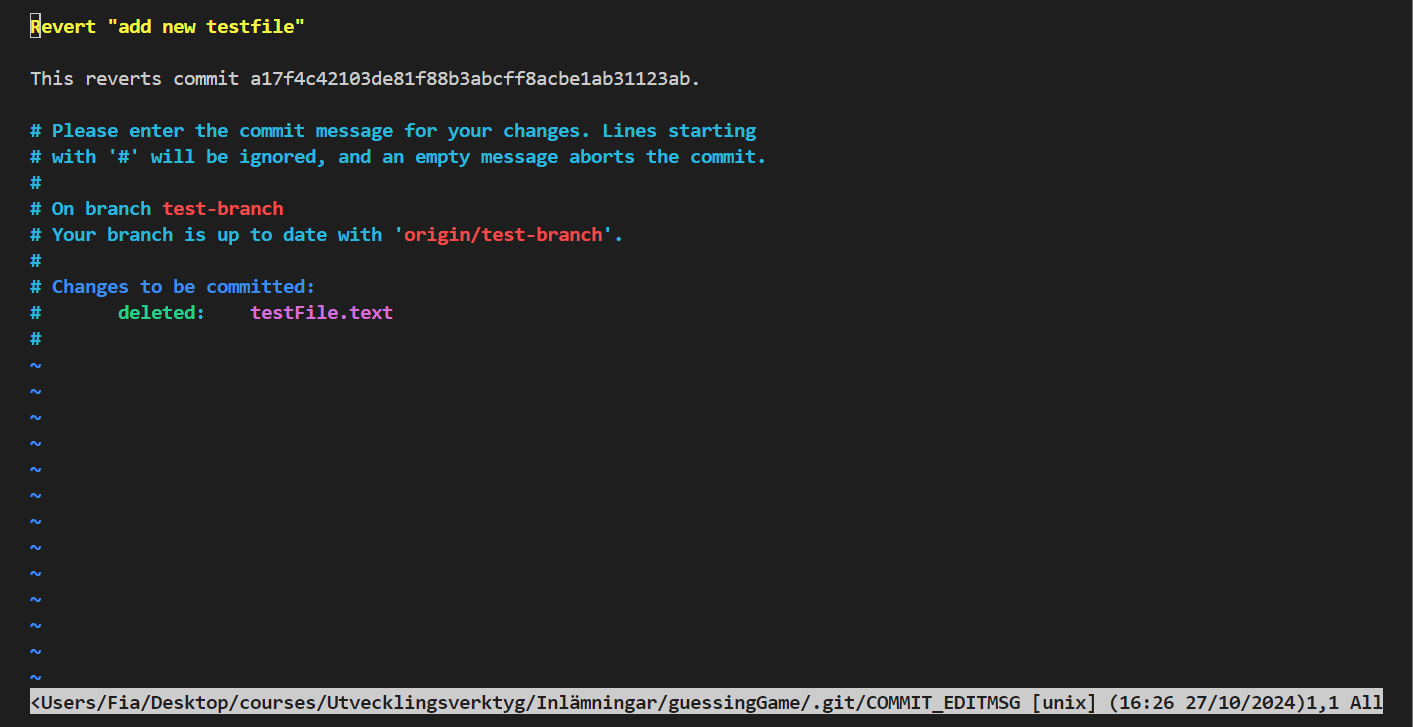 Revert "add new testfile"

This reverts commit a17f4c42103de81f88b3abcff8acbe1ab31123ab.

# Please enter the commit message for your changes. Lines starting
# with '#' will be ignored, and an empty message aborts the commit.
#
# On branch test-branch
# Your branch is up to date with 'origin/test-branch'.
#
# Changes to be committed:
#       deleted:    testFile.text
#
~
~
~
~
~
~
~
~
~
~
~
~
~
<Users/Fia/Desktop/courses/Utvecklingsverktyg/Inlämningar/guessingGame/.git/COMMIT_EDITMSG [unix] (16:26 27/10/2024)1,1 All